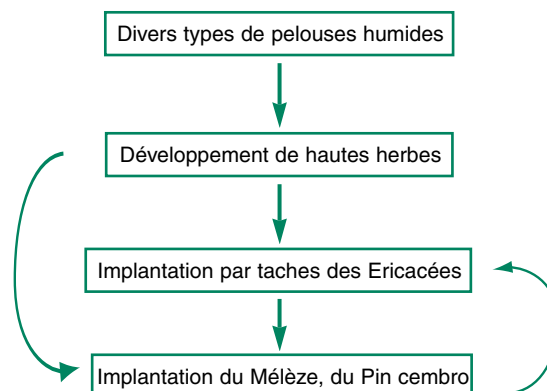 Divers types de pelouses humides
Développement de hautes herbes
Implantation par taches des Ericacées
Implantation du Mélèze, du Pin cembro